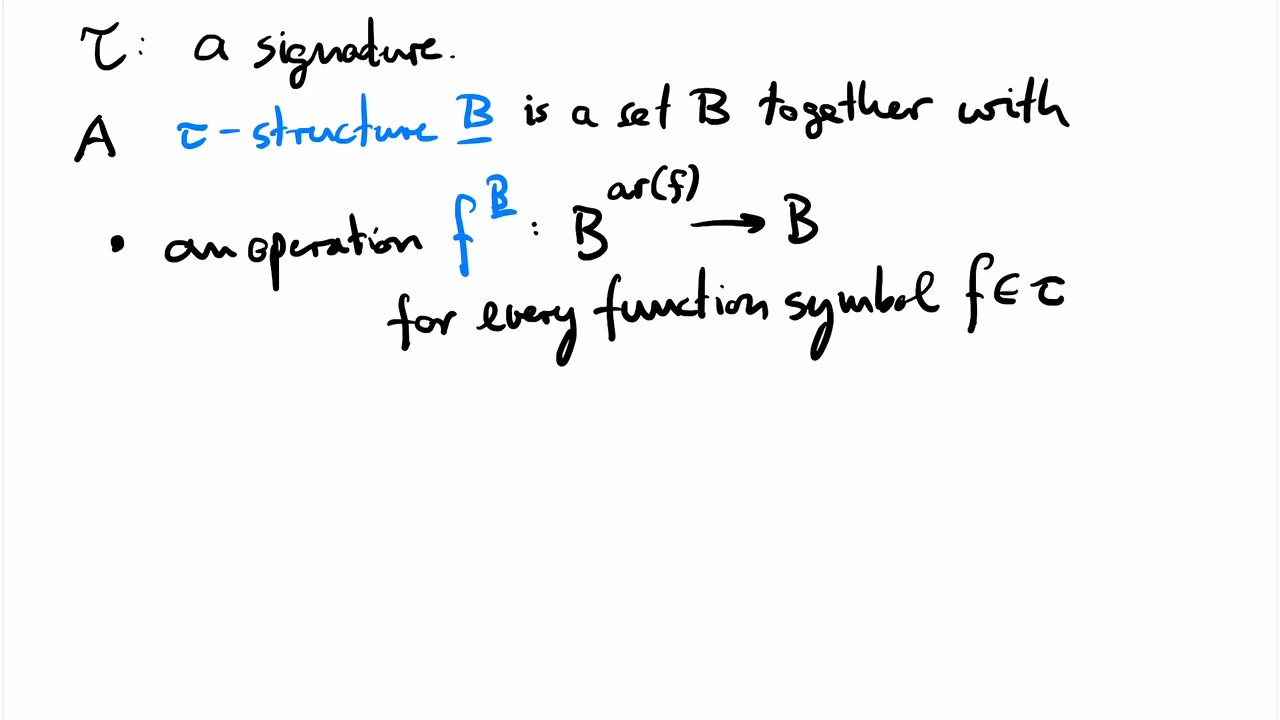 τ: a signature.
A τ-structure B̲ is a set B together with
• an operation f^B̲ : B^ar(f) → B
for every function symbol f ∈ τ